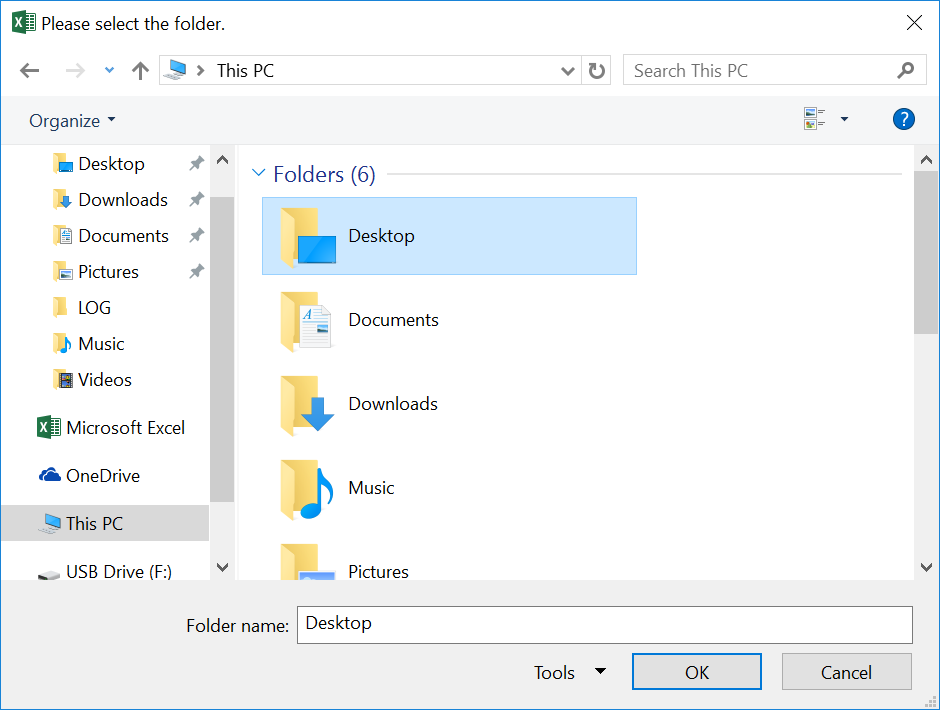 Please select the folder.
This PC
Search This PC
Organize
Desktop
Downloads
Documents
Pictures
LOG
Music
Videos
Microsoft Excel
OneDrive
This PC
USB Drive (F:)
Folders (6)
Desktop
Documents
Downloads
Music
Pictures
Folder name: Desktop
Tools OK Cancel